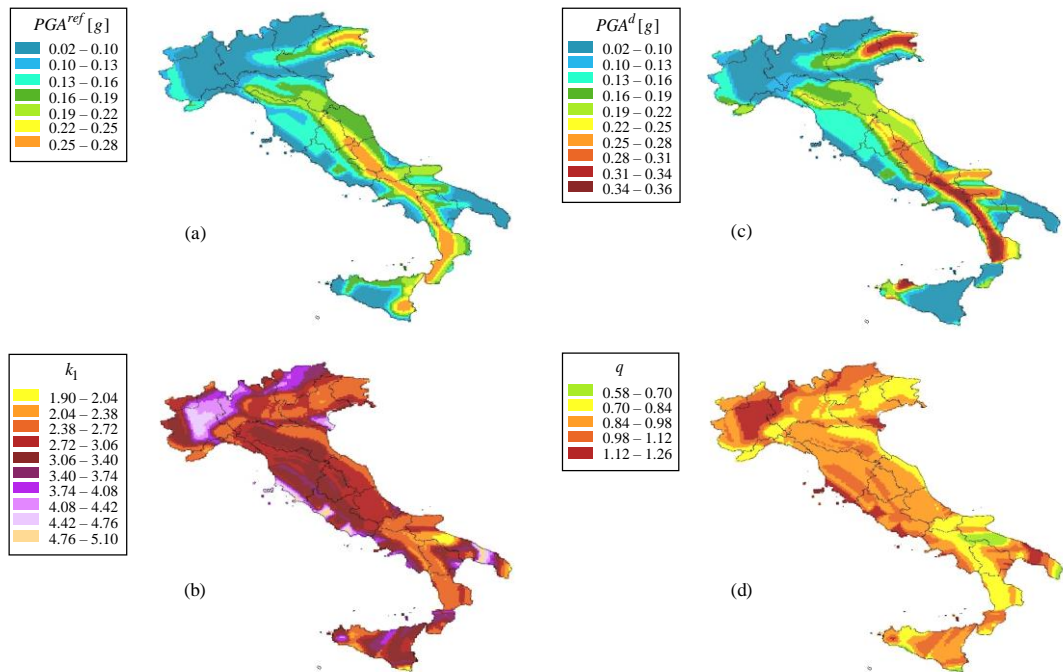 PGA^ref [g]
0.02 – 0.10
0.10 – 0.13
0.13 – 0.16
0.16 – 0.19
0.19 – 0.22
0.22 – 0.25
0.25 – 0.28
(a)
PGA^d [g]
0.02 – 0.10
0.10 – 0.13
0.13 – 0.16
0.16 – 0.19
0.19 – 0.22
0.22 – 0.25
0.25 – 0.28
0.28 – 0.31
0.31 – 0.34
0.34 – 0.36
(c)
k_1
1.90 – 2.04
2.04 – 2.38
2.38 – 2.72
2.72 – 3.06
3.06 – 3.40
3.40 – 3.74
3.74 – 4.08
4.08 – 4.42
4.42 – 4.76
4.76 – 5.10
(b)
q
0.58 – 0.70
0.70 – 0.84
0.84 – 0.98
0.98 – 1.12
1.12 – 1.26
(d)